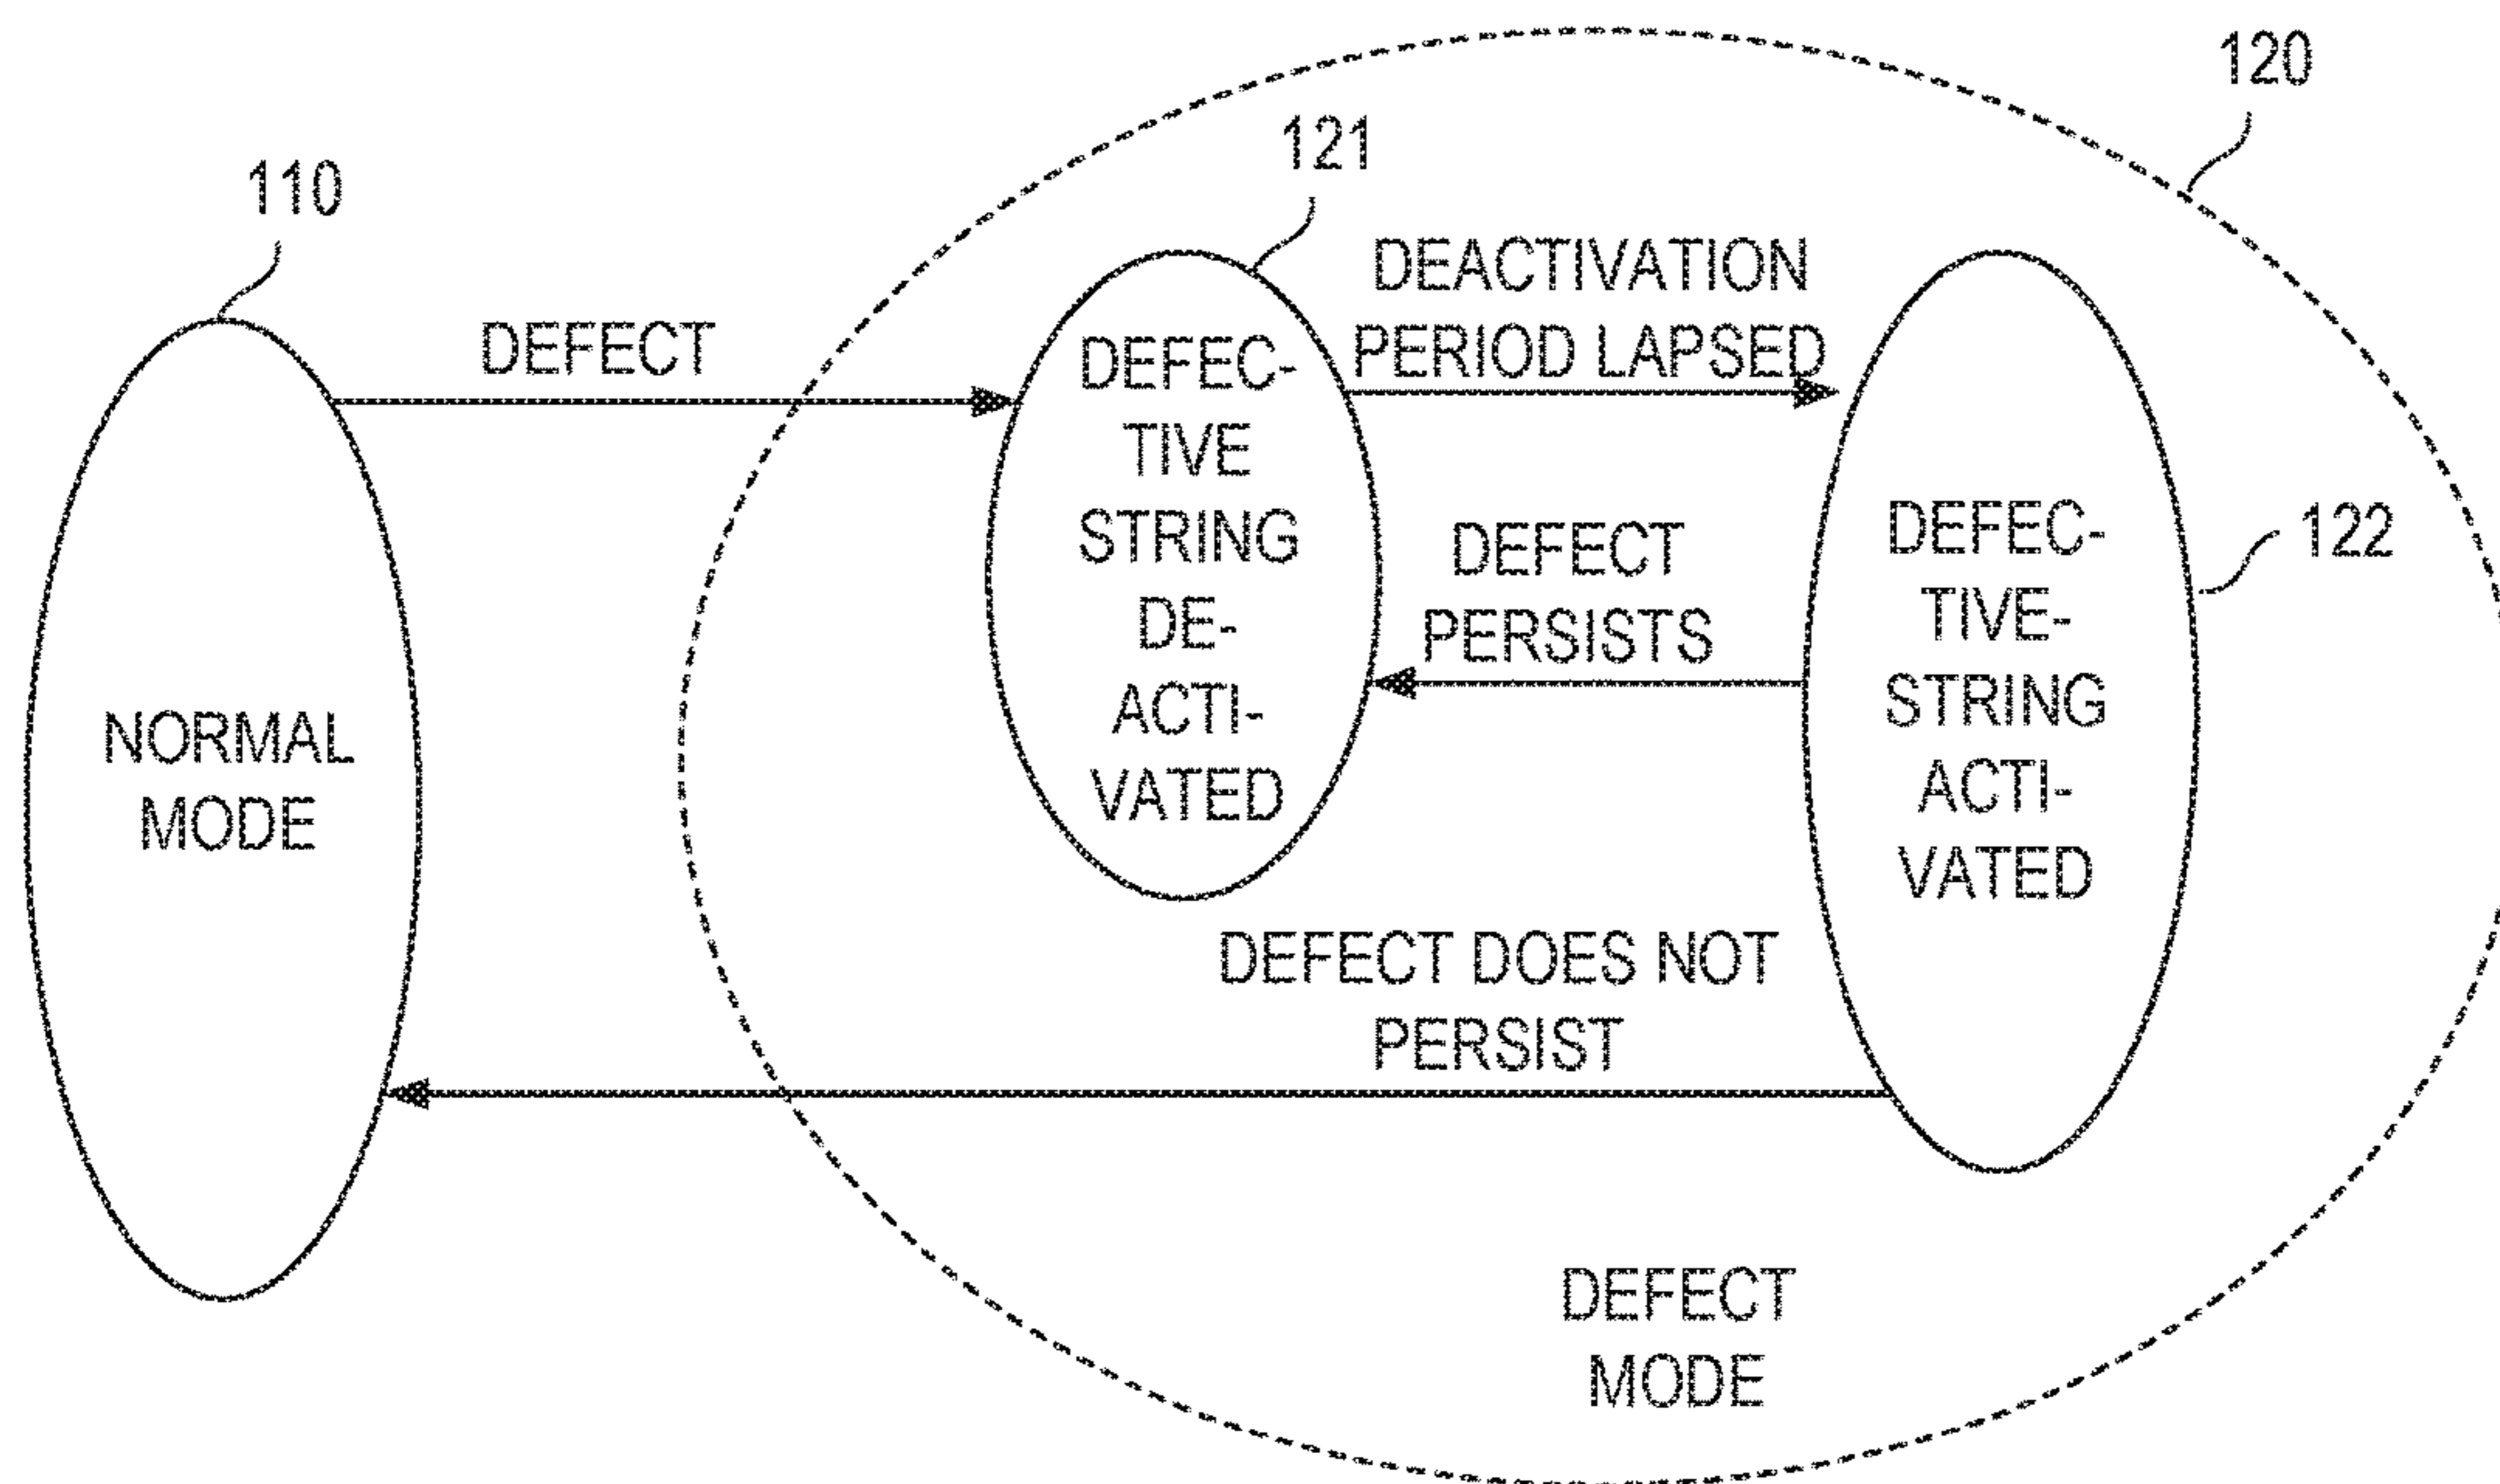 120
121
110
DEACTIVATION
PERIOD LAPSED
DEFECT
DEFEC-
TIVE
STRING
DE-
ACTI-
VATED
DEFECT
PERSISTS
DEFEC-
TIVE-
STRING
ACTI-
VATED
122
NORMAL
MODE
DEFECT DOES NOT
PERSIST
DEFECT
MODE